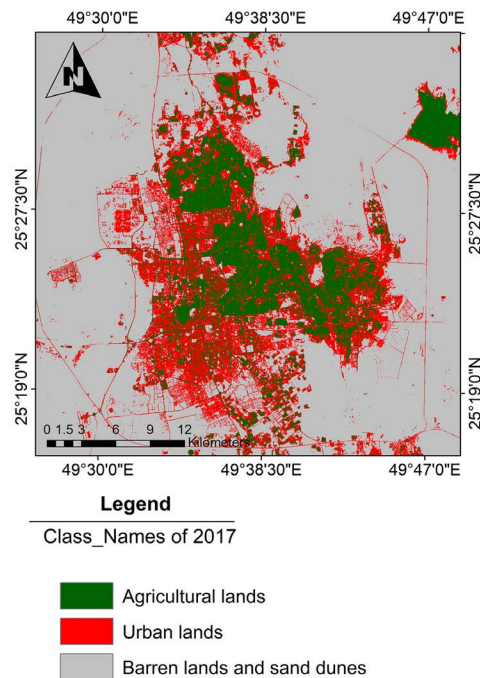 49°30'0"E 49°38'30"E 49°47'0"E
N
25°27'30"N 25°27'30"N
25°19'0"N 25°19'0"N
0 1.5 3 6 9 12
Kilometers
49°30'0"E 49°38'30"E 49°47'0"E
Legend
Class_Names of 2017
Agricultural lands
Urban lands
Barren lands and sand dunes